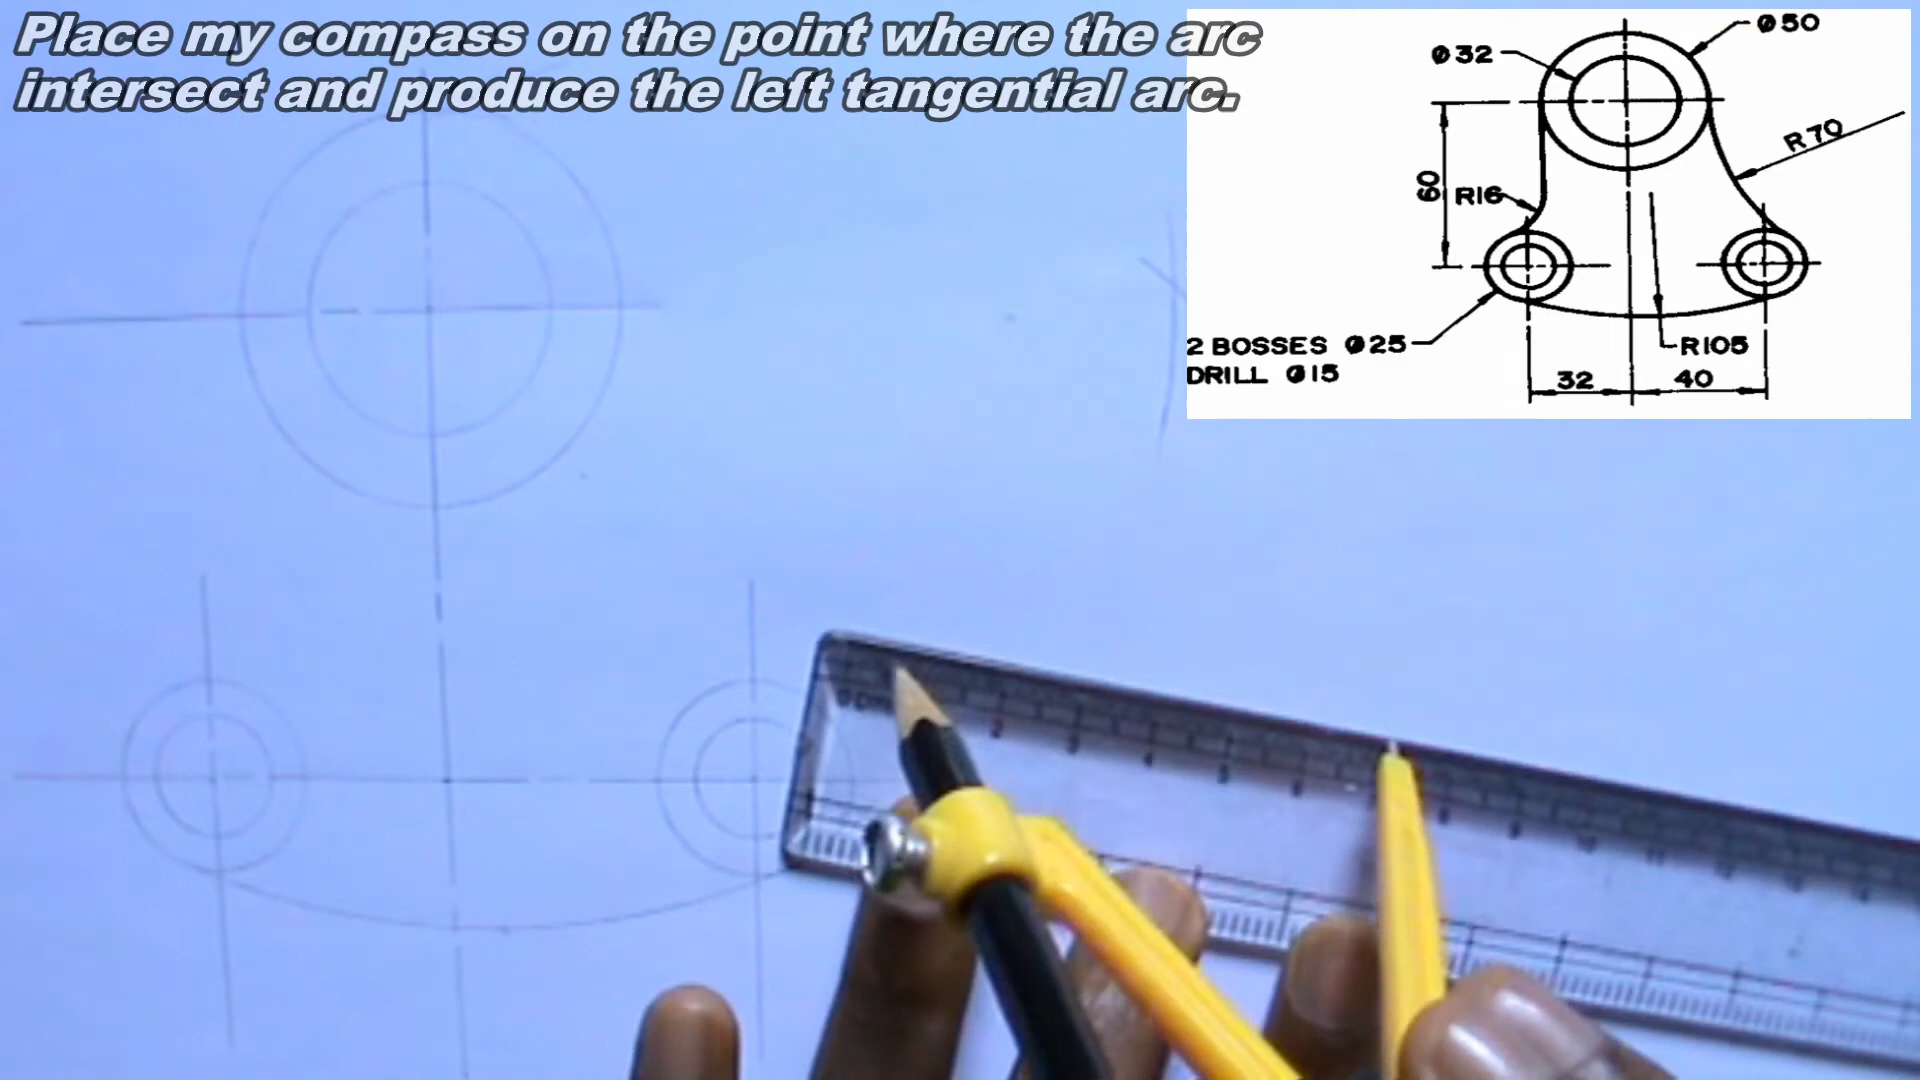 Place my compass on the point where the arc
intersect and produce the left tangential arc.
Ø50
Ø32
R 70
60
R16
2 BOSSES Ø25
DRILL Ø15
R105
32
40